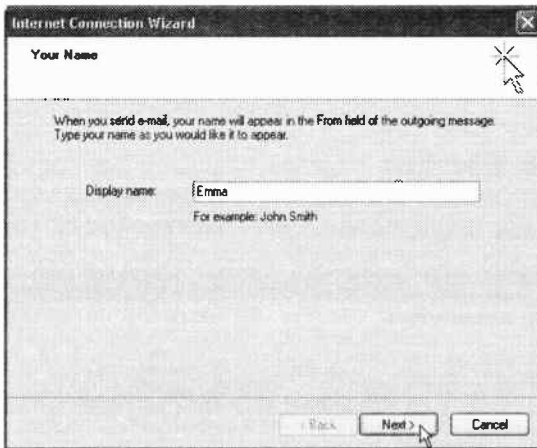 Internet Connection Wizard
Your Name
When you send e-mail, your name will appear in the From held of the outgoing message.
Type your name as you would like it to appear.
Display name: Emma
For example: John Smith
< Back Next > Cancel